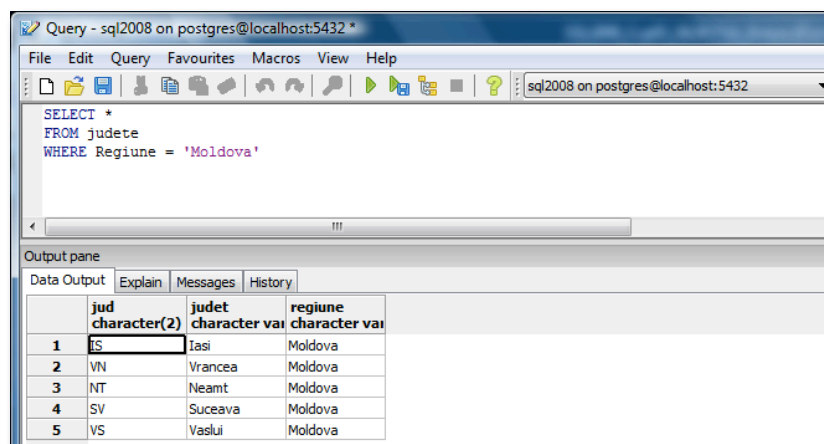 Query - sql2008 on postgres@localhost:5432 *
File Edit Query Favourites Macros View Help
sql2008 on postgres@localhost:5432
SELECT *
FROM judete
WHERE Regiune = 'Moldova'
Output pane
Data Output Explain Messages History
jud judet regiune
character(2) character var character var
1 IS Iasi Moldova
2 VN Vrancea Moldova
3 NT Neamt Moldova
4 SV Suceava Moldova
5 VS Vaslui Moldova